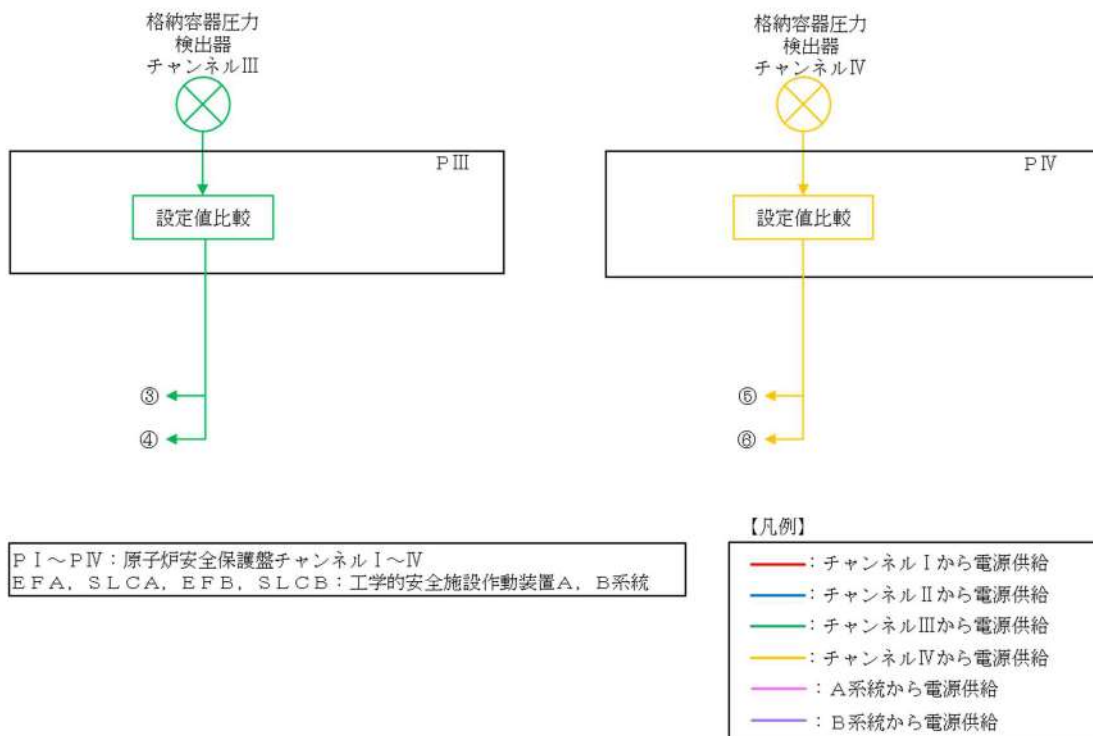 格納容器圧力
検出器
チャンネルⅢ
PⅢ
設定値比較
③
④
格納容器圧力
検出器
チャンネルⅣ
PⅣ
設定値比較
⑤
⑥
PⅠ～PⅣ：原子炉安全保護盤チャンネルⅠ～Ⅳ
EFA，SLCA，EFB，SLCB：工学的安全施設作動装置A，B系統
【凡例】
：チャンネルⅠから電源供給
：チャンネルⅡから電源供給
：チャンネルⅢから電源供給
：チャンネルⅣから電源供給
：A系統から電源供給
：B系統から電源供給